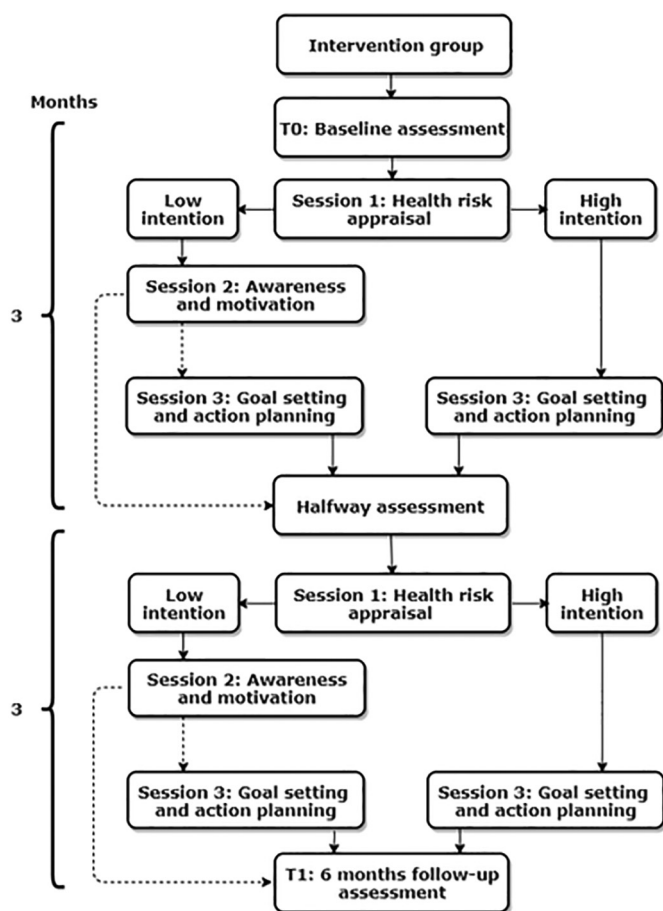 Intervention group
Months
T0: Baseline assessment
Low
intention
Session 1: Health risk
appraisal
High
intention
Session 2: Awareness
and motivation
3
Session 3: Goal setting
and action planning
Session 3: Goal setting
and action planning
Halfway assessment
Low
intention
Session 1: Health risk
appraisal
High
intention
Session 2: Awareness
and motivation
3
Session 3: Goal setting
and action planning
Session 3: Goal setting
and action planning
T1: 6 months follow-up
assessment